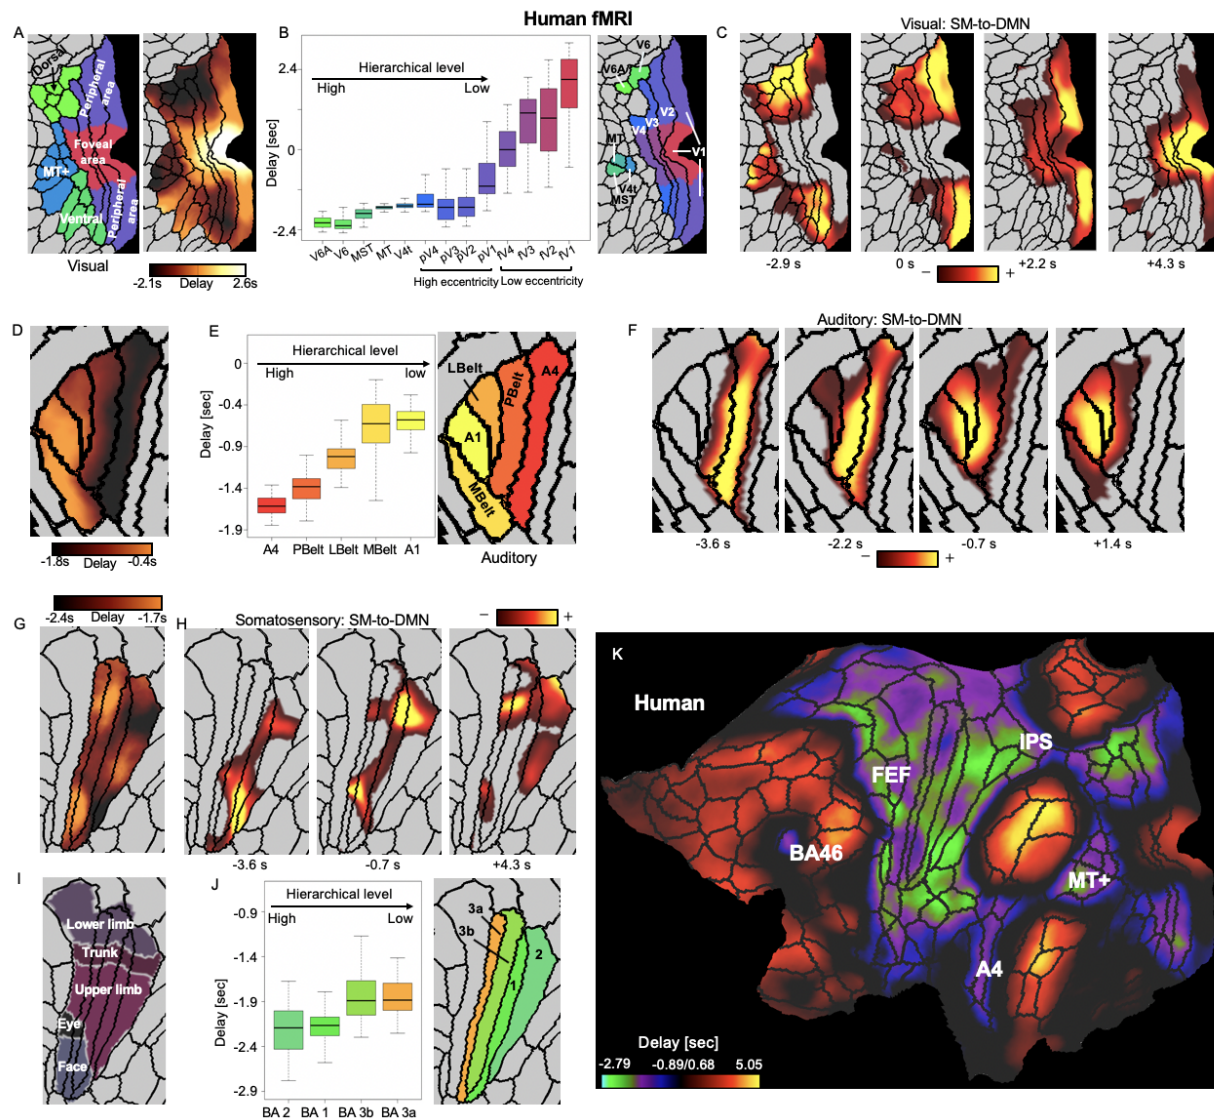 Human fMRI
A
Dorsal
Peripheral
area
Foveal
area
MT+
Ventral
Peripheral
area
Visual
-2.1s
Delay
2.6s
B
Delay [sec]
2.4
0
-2.4
Hierarchical level
High
Low
V6A
V6
MST
MT
V4t
pV4
pV3
pV2
pV1
fV4
fV3
fV2
fV1
High eccentricity
Low eccentricity
V6
V6A
V2
V3
V4
MT
V1
V4t
MST
C
Visual: SM-to-DMN
-2.9 s
0 s
+2.2 s
+4.3 s
− +
D
-1.8s
Delay
-0.4s
E
Delay [sec]
0
-0.4
-0.9
-1.4
-1.9
Hierarchical level
High
low
A4
PBelt
LBelt
MBelt
A1
LBelt
PBelt
A4
A1
MBelt
Auditory
F
Auditory: SM-to-DMN
-3.6 s
-2.2 s
-0.7 s
+1.4 s
− +
-2.4s
Delay
-1.7s
G
H
Somatosensory: SM-to-DMN
− +
-3.6 s
-0.7 s
+4.3 s
I
Lower limb
Trunk
Upper limb
Eye
Face
J
Delay [sec]
-0.9
-1.4
-1.9
-2.4
-2.9
Hierarchical level
High
Low
BA 2
BA 1
BA 3b
BA 3a
3a
3b
2
1
K
Human
IPS
FEF
BA46
MT+
A4
Delay [sec]
-2.79
-0.89/0.68
5.05